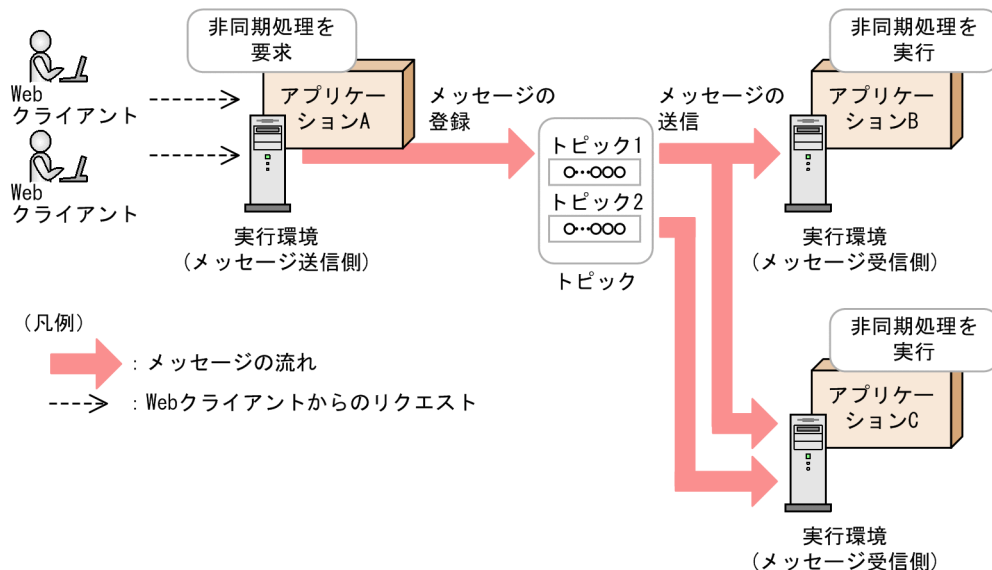 非同期処理を
要求
Web
クライアント
アプリケー
ションA
Web
クライアント
実行環境
(メッセージ送信側)
メッセージの
登録
トピック1
○…○○○
トピック2
○…○○○
トピック
メッセージの
送信
非同期処理を
実行
アプリケー
ションB
実行環境
(メッセージ受信側)
非同期処理を
実行
アプリケー
ションC
実行環境
(メッセージ受信側)
(凡例)
:メッセージの流れ
:Webクライアントからのリクエスト